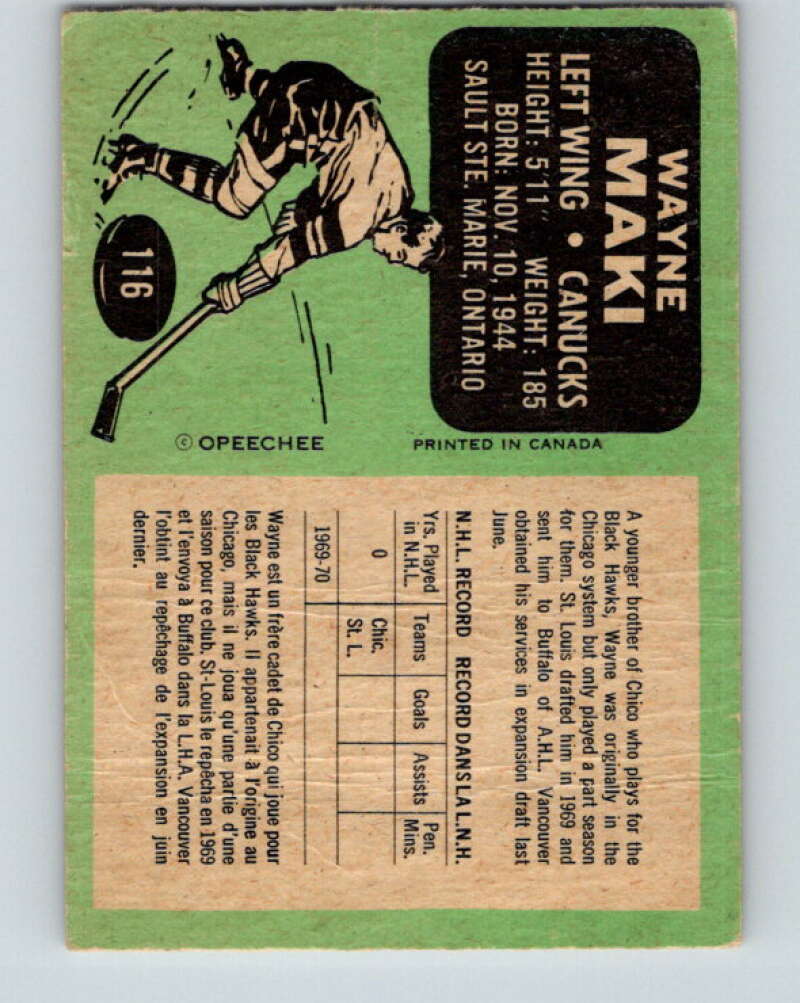 WAYNE
MAKI
LEFT WING • CANUCKS
HEIGHT: 5'11" WEIGHT: 185
BORN: NOV. 10, 1944
SAULT STE. MARIE, ONTARIO
116
© OPEECHEE
PRINTED IN CANADA
A younger brother of Chico who plays for the
Black Hawks, Wayne was originally in the
Chicago system but only played a part season
for them. St. Louis drafted him in 1969 and
sent him to Buffalo of A.H.L. Vancouver
obtained his services in expansion draft last
June.
N.H.L. RECORD RECORD DANS LA L.N.H.
Yrs. Played in N.H.L. Teams Goals Assists Pen. Mins.
0 Chic.
St. L.
1969-70
Wayne est un frère cadet de Chico qui joue pour
les Black Hawks. Il appartenait à l'origine au
Chicago, mais il ne joua qu'une partie d'une
saison pour ce club. St-Louis le repêcha en 1969
et l'envoya à Buffalo dans la L.H.A. Vancouver
l'obtint au repêchage de l'expansion en juin
dernier.